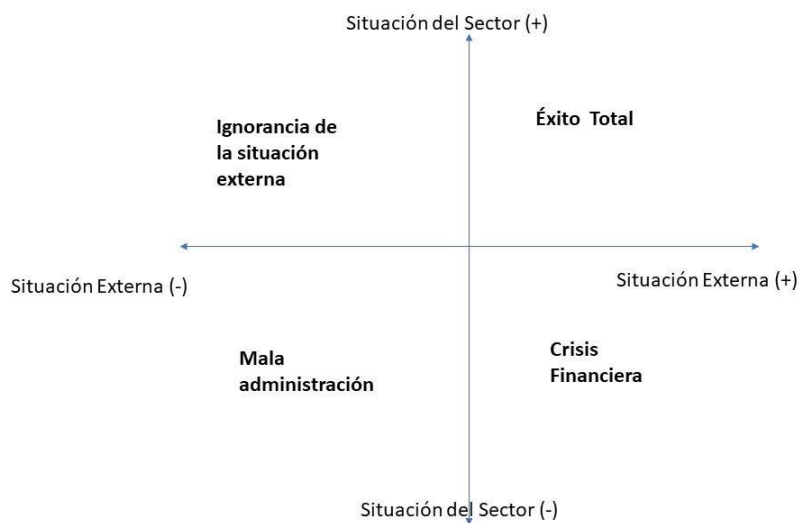 Situación del Sector (+)
Ignorancia de
la situación
externa
Éxito Total
Situación Externa (-)
Situación Externa (+)
Mala
administración
Crisis
Financiera
Situación del Sector (-)